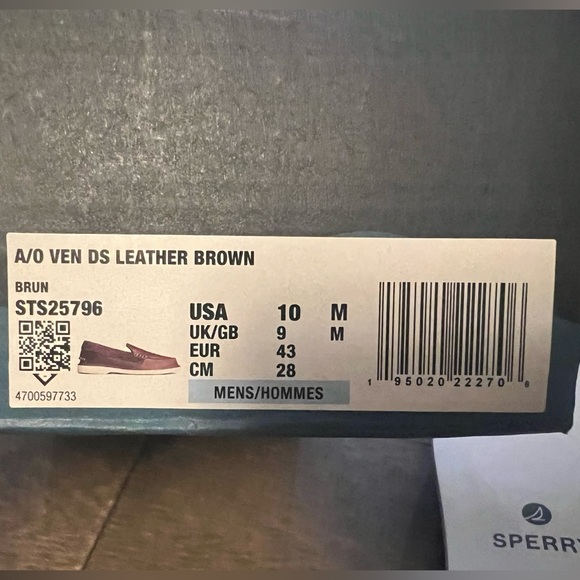 A/O VEN DS LEATHER BROWN
BRUN
STS25796
USA 10 M
UK/GB 9 M
EUR 43
CM 28
MENS/HOMMES
4700597733
1 95020 22270 8
SPERRY